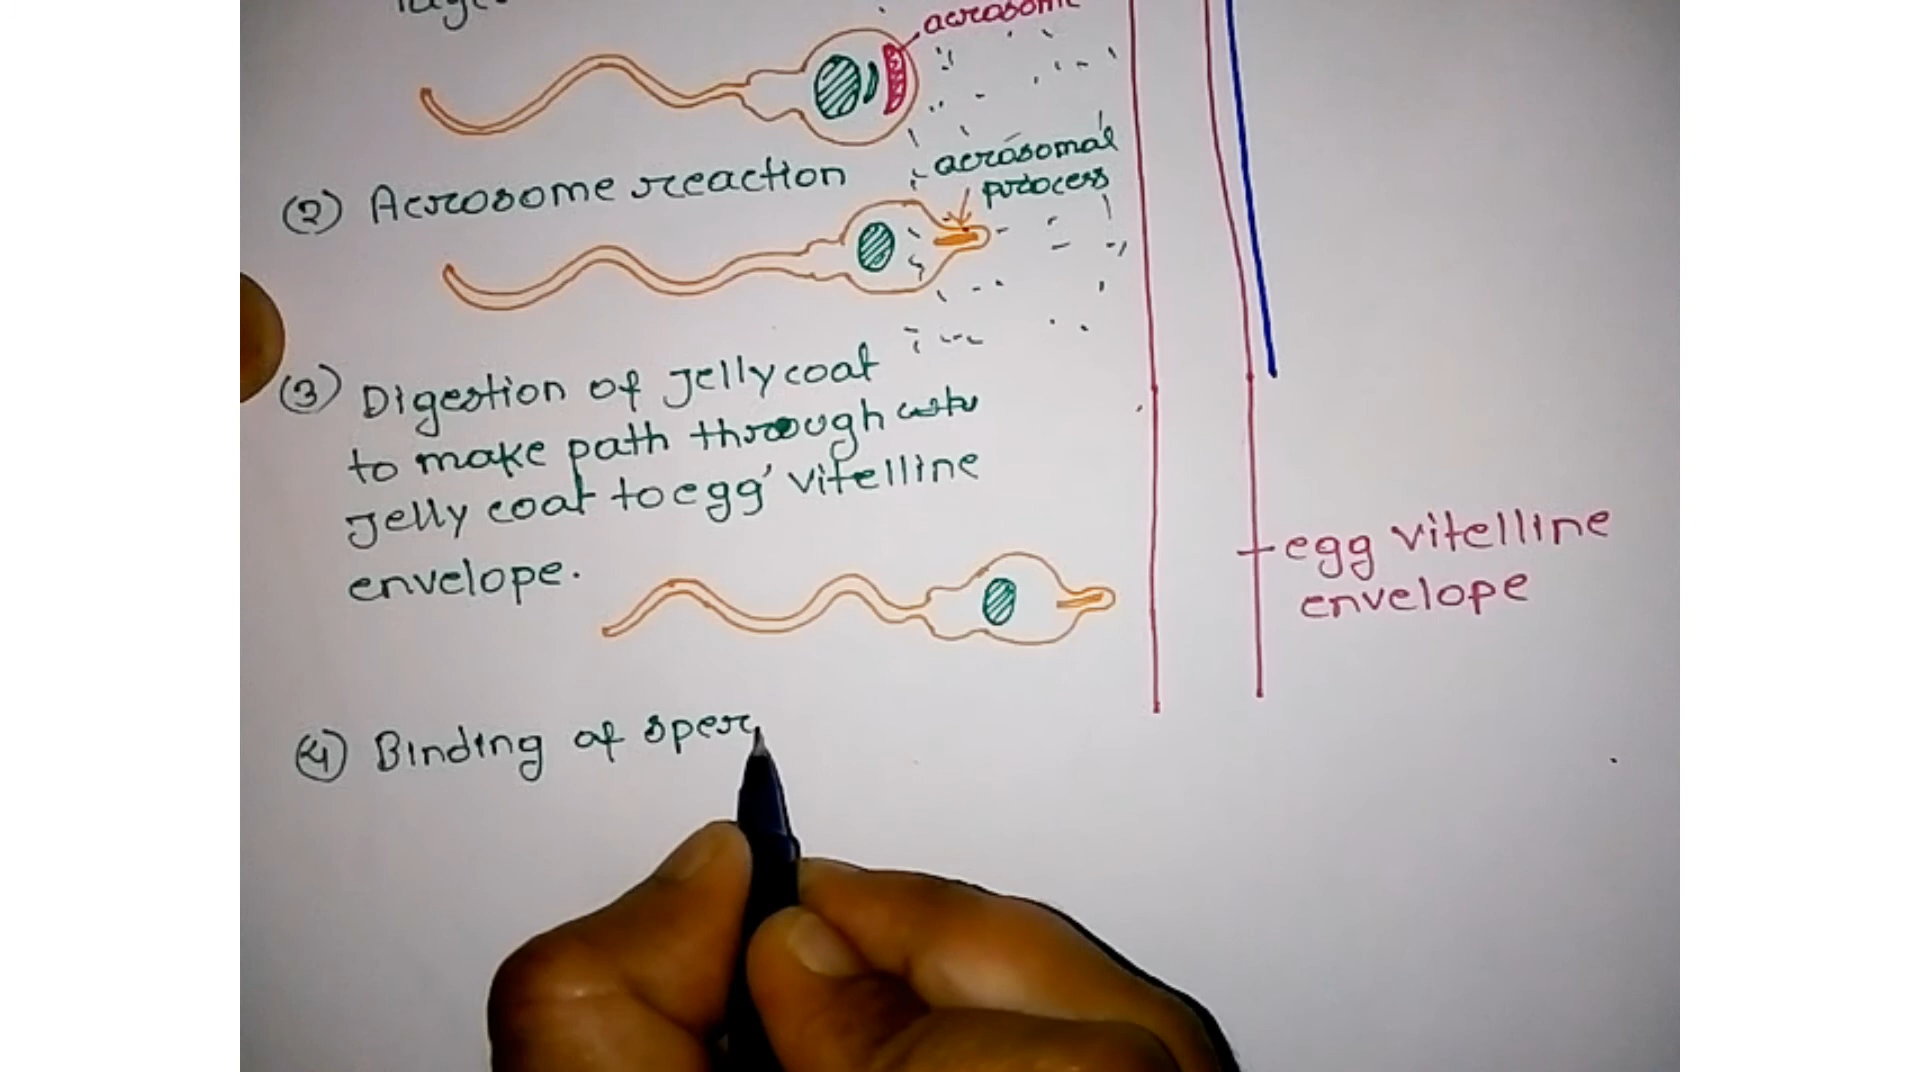 acrosome
(2) Acrosome reaction
acrosomal
process
(3) Digestion of Jelly coat
to make path through
Jelly coat to egg' vitelline
envelope.
egg vitelline
envelope
(4) Binding of sper